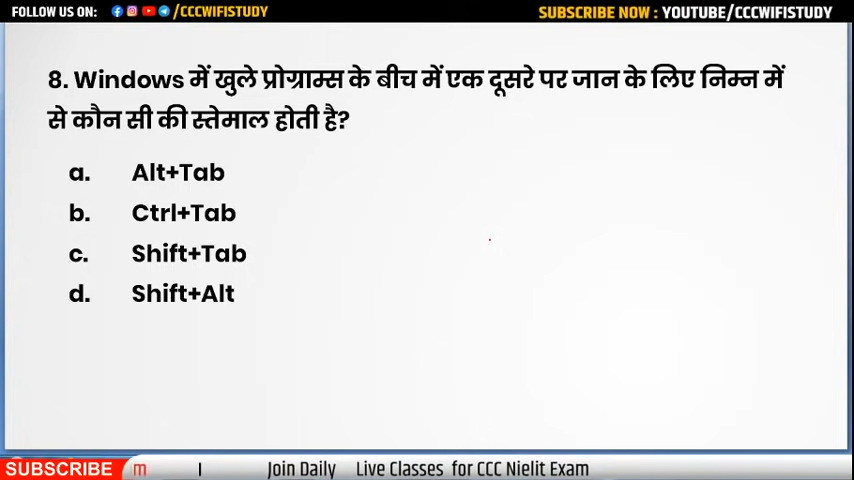 FOLLOW US ON: /CCCWIFISTUDY
SUBSCRIBE NOW : YOUTUBE/CCCWIFISTUDY
8. Windows में खुले प्रोग्राम्स के बीच में एक दूसरे पर जान के लिए निम्न में
से कौन सी की स्तेमाल होती है?
a. Alt+Tab
b. Ctrl+Tab
c. Shift+Tab
d. Shift+Alt
SUBSCRIBE m I Join Daily Live Classes for CCC Nielit Exam